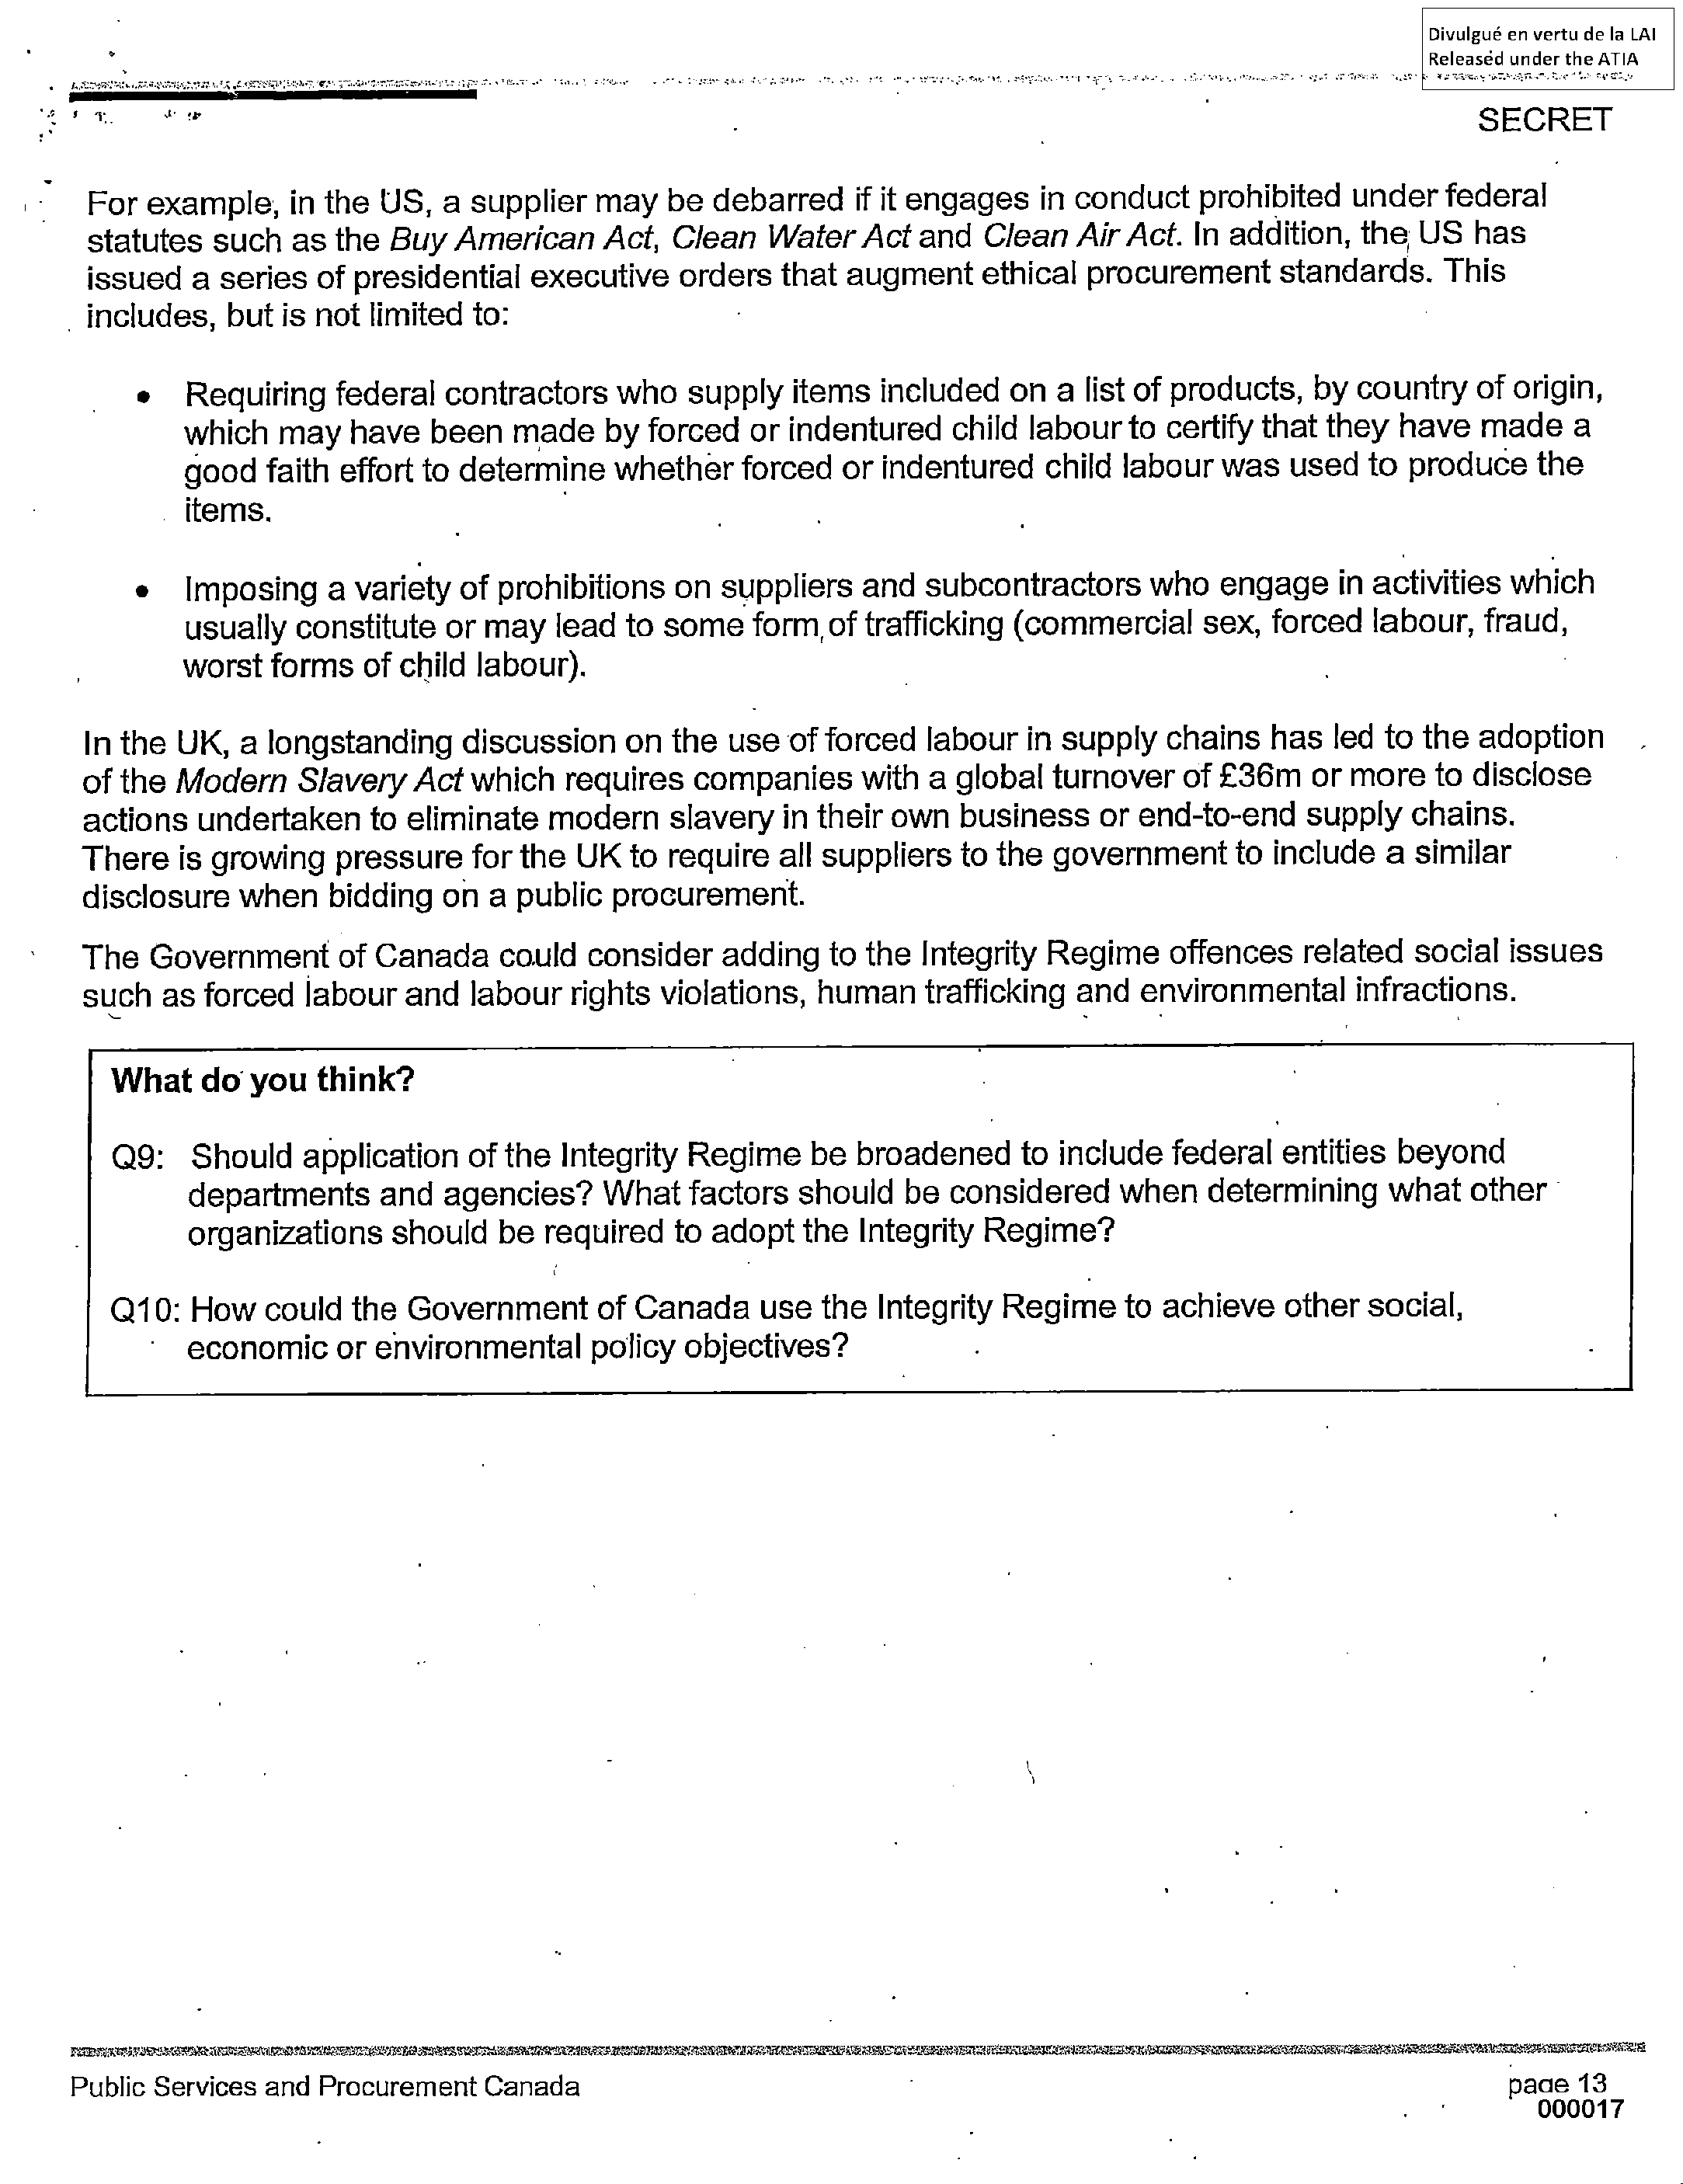 Divulgué en vertu de la LAI
Released under the ATIA
SECRET
For example, in the US, a supplier may be debarred if it engages in conduct prohibited under federal
statutes such as the Buy American Act, Clean Water Act and Clean Air Act. In addition, the US has
issued a series of presidential executive orders that augment ethical procurement standards. This
includes, but is not limited to:
• Requiring federal contractors who supply items included on a list of products, by country of origin,
which may have been made by forced or indentured child labour to certify that they have made a
good faith effort to determine whether forced or indentured child labour was used to produce the
items.
• Imposing a variety of prohibitions on suppliers and subcontractors who engage in activities which
usually constitute or may lead to some form of trafficking (commercial sex, forced labour, fraud,
worst forms of child labour).
In the UK, a longstanding discussion on the use of forced labour in supply chains has led to the adoption
of the Modern Slavery Act which requires companies with a global turnover of £36m or more to disclose
actions undertaken to eliminate modern slavery in their own business or end-to-end supply chains.
There is growing pressure for the UK to require all suppliers to the government to include a similar
disclosure when bidding on a public procurement.
The Government of Canada could consider adding to the Integrity Regime offences related social issues
such as forced labour and labour rights violations, human trafficking and environmental infractions.
What do you think?
Q9: Should application of the Integrity Regime be broadened to include federal entities beyond
departments and agencies? What factors should be considered when determining what other
organizations should be required to adopt the Integrity Regime?
Q10: How could the Government of Canada use the Integrity Regime to achieve other social,
economic or environmental policy objectives?
Public Services and Procurement Canada
page 13
000017